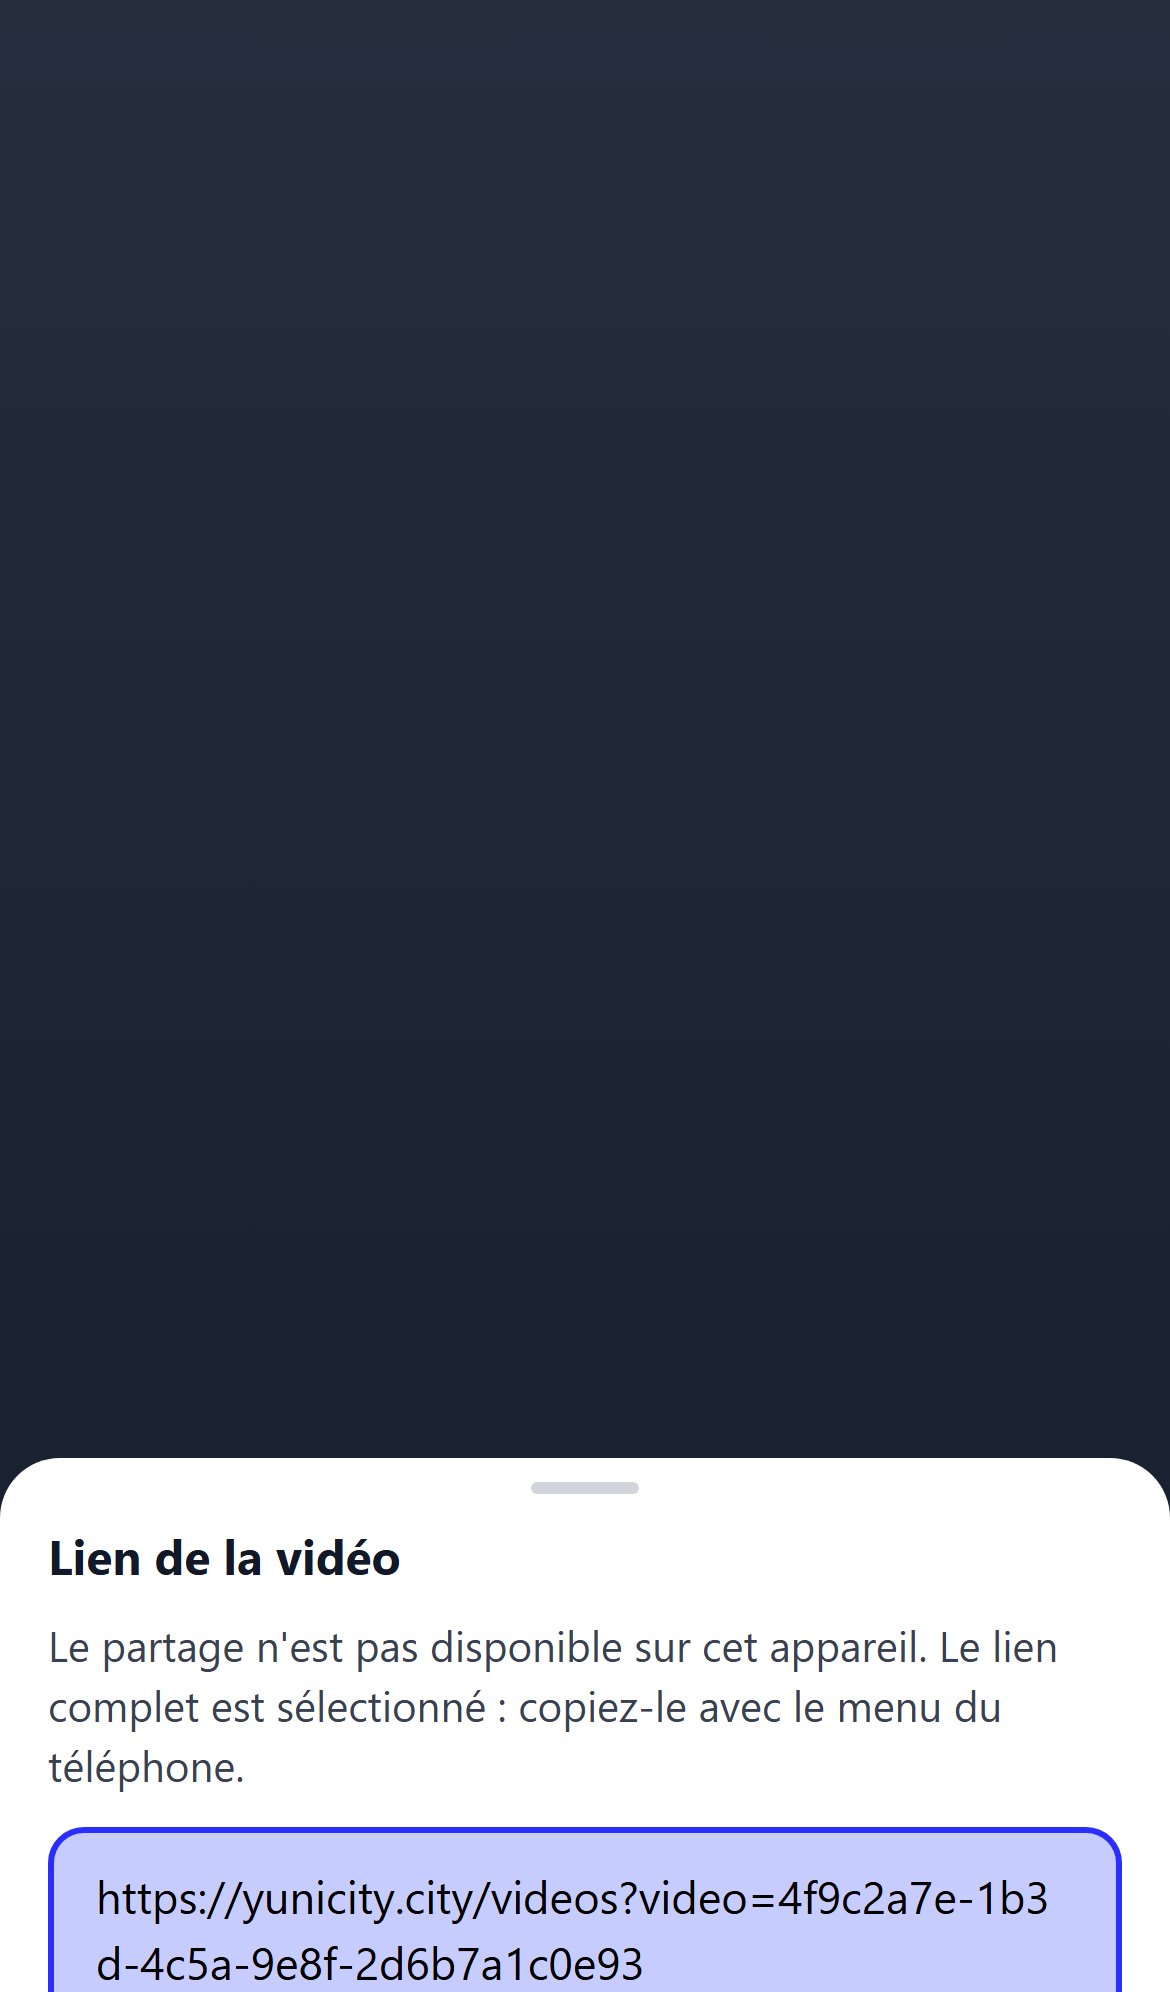 Lien de la vidéo
Le partage n'est pas disponible sur cet appareil. Le lien
complet est sélectionné : copiez-le avec le menu du
téléphone.
https://yunicity.city/videos?video=4f9c2a7e-1b3
d-4c5a-9e8f-2d6b7a1c0e93